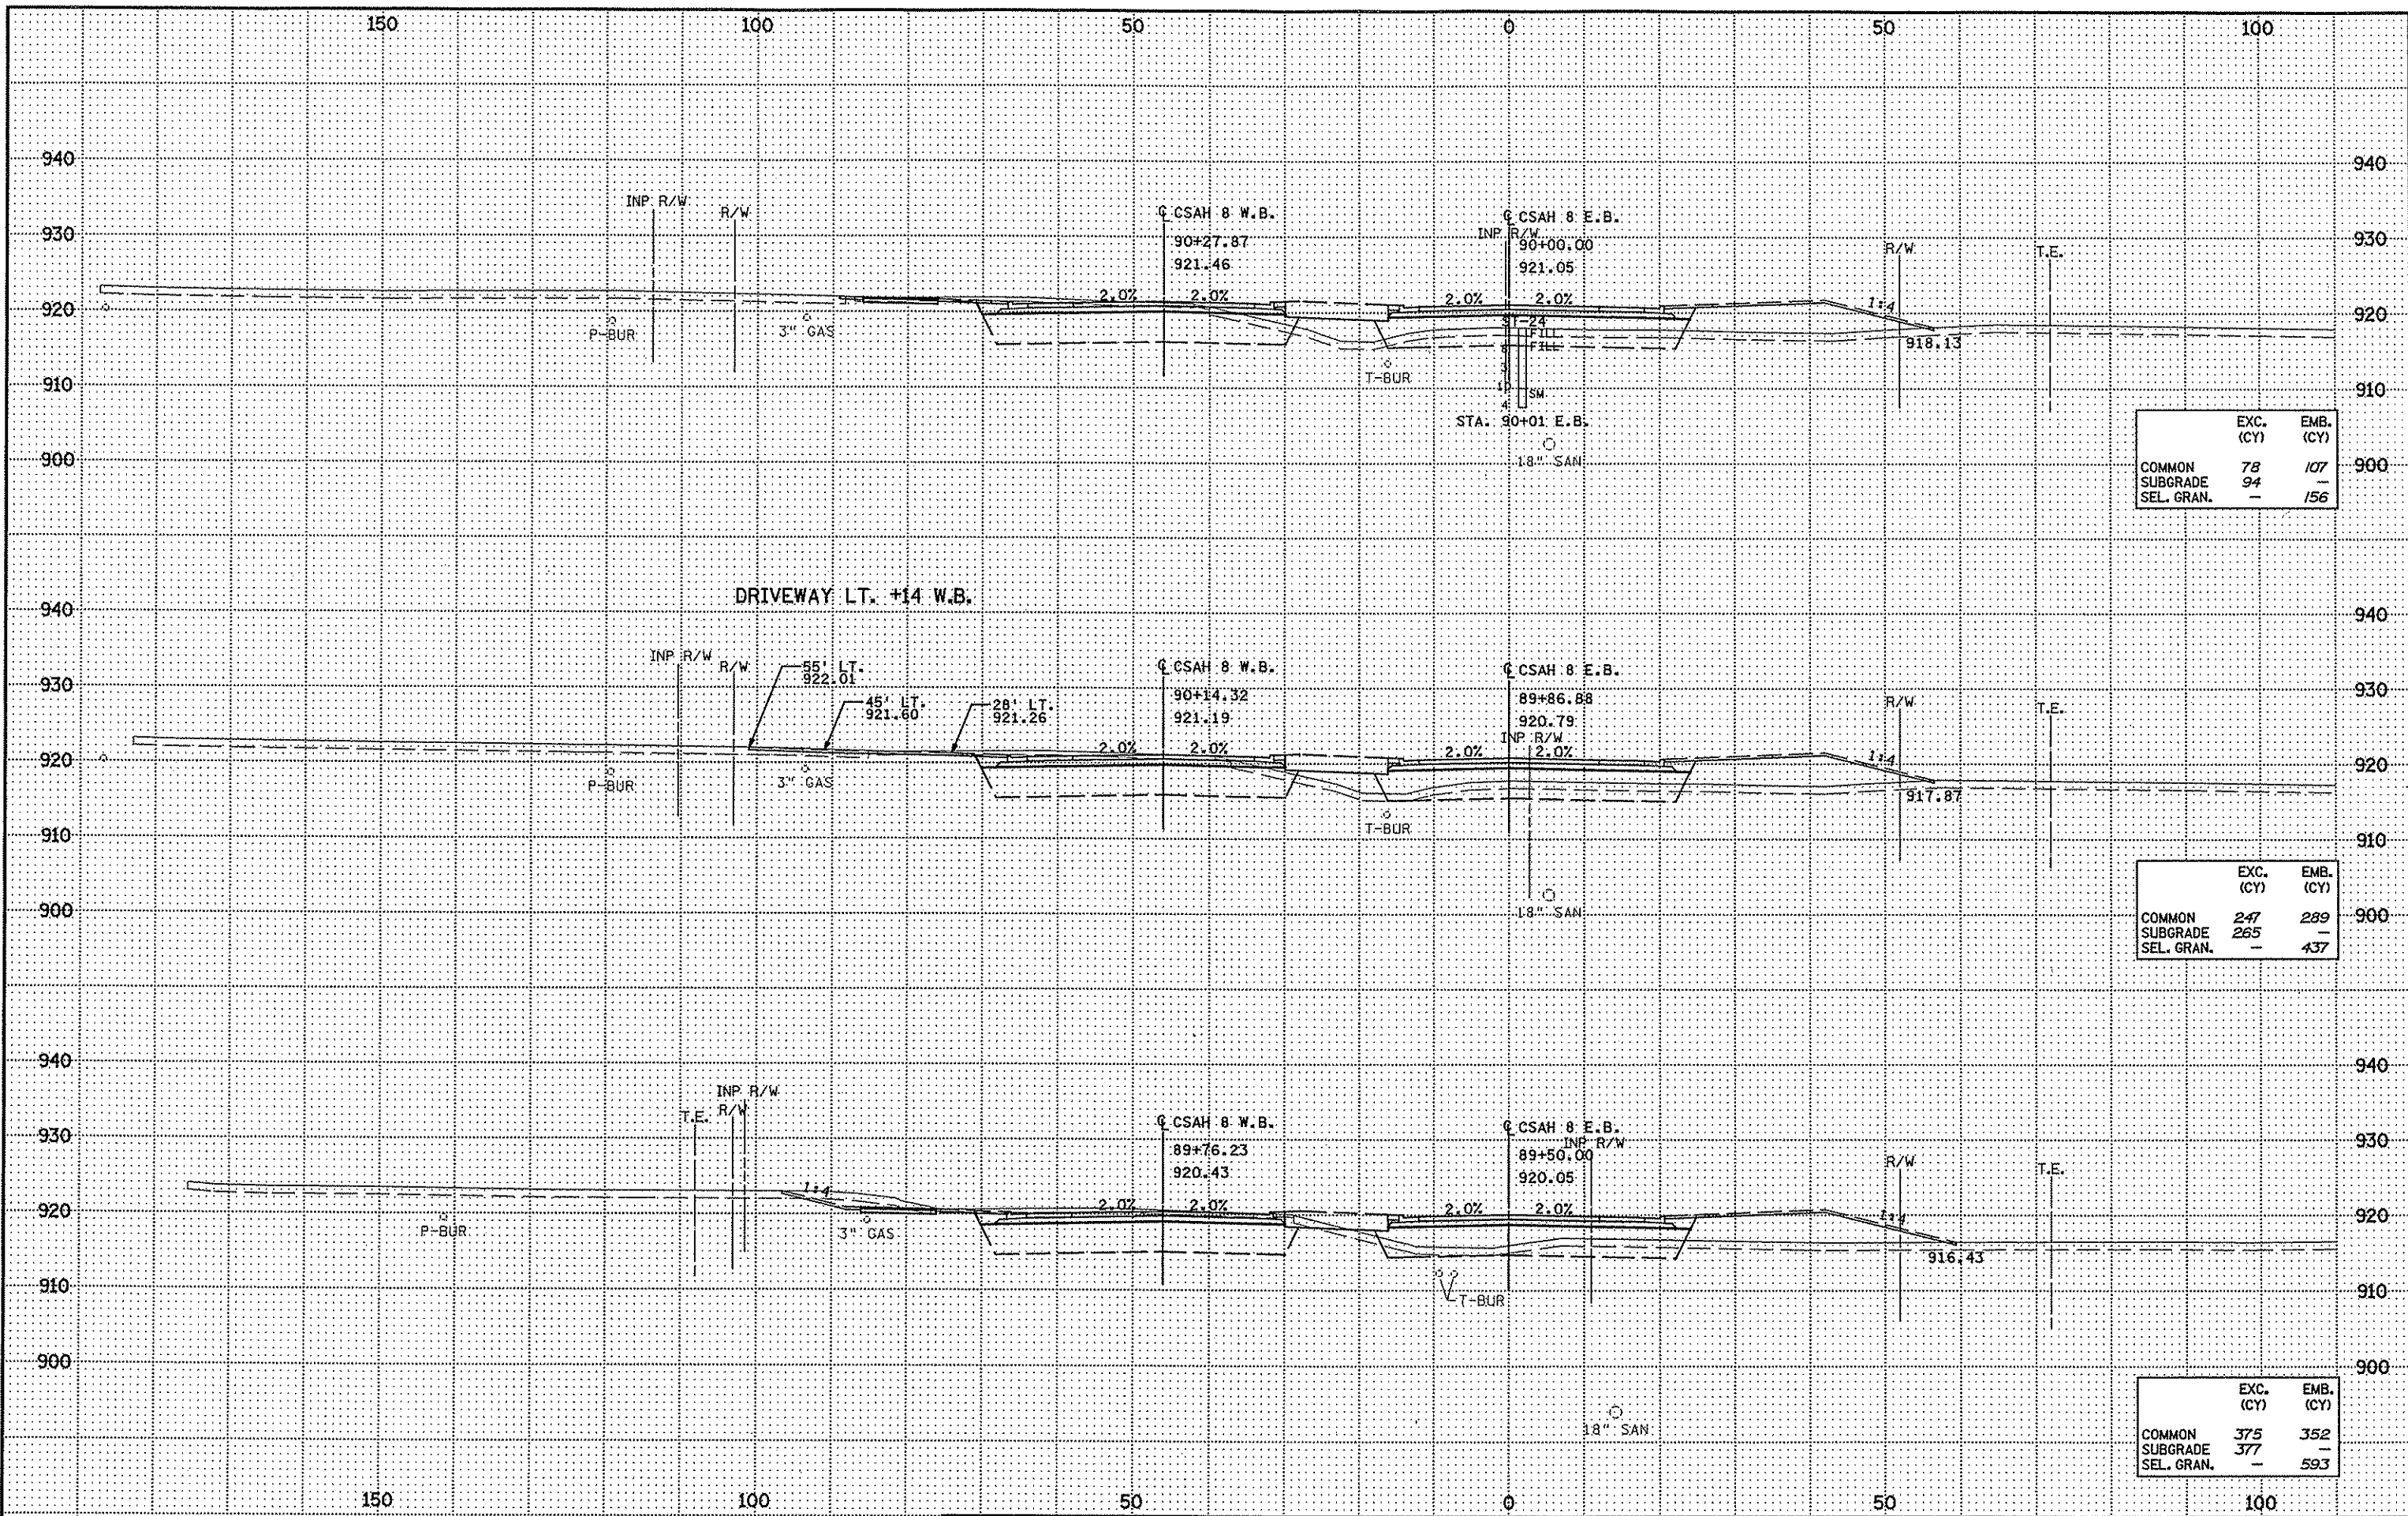 150 100 50 0 50 100
940 940
INP R/W R/W ℄ CSAH 8 W.B. ℄ CSAH 8 E.B.
90+27.87 INP R/W 90+00.00
921.46 921.05
R/W T.E.
930 930
2.0% 2.0% 2.0% 2.0% 1:4
920 920
P-BUR 3" GAS ST-24
FILL
FILL
918.13
T-BUR
3
10
SM
4
910 910
STA. 90+01 E.B.
18" SAN
900 900
EXC. (CY) EMB. (CY)
COMMON 78 107
SUBGRADE 94 —
SEL. GRAN. — 156
DRIVEWAY LT. +14 W.B.
940 940
INP R/W R/W
55' LT.
922.01
45' LT.
921.60
28' LT.
921.26
℄ CSAH 8 W.B.
90+14.32
921.19
℄ CSAH 8 E.B.
89+86.88
920.79
INP R/W
R/W T.E.
930 930
2.0% 2.0% 2.0% 2.0% 1:4
920 920
P-BUR 3" GAS T-BUR 917.87
910 910
18" SAN
900 900
EXC. (CY) EMB. (CY)
COMMON 247 289
SUBGRADE 265 —
SEL. GRAN. — 437
940 940
T.E. R/W INP R/W
℄ CSAH 8 W.B.
89+76.23
920.43
℄ CSAH 8 E.B.
INP R/W
89+50.00
920.05
R/W T.E.
930 930
1:4 2.0% 2.0% 2.0% 2.0% 1:4
920 920
P-BUR 3" GAS 916.43
T-BUR
910 910
900 900
18" SAN
EXC. (CY) EMB. (CY)
COMMON 375 352
SUBGRADE 377 —
SEL. GRAN. — 593
150 100 50 0 50 100